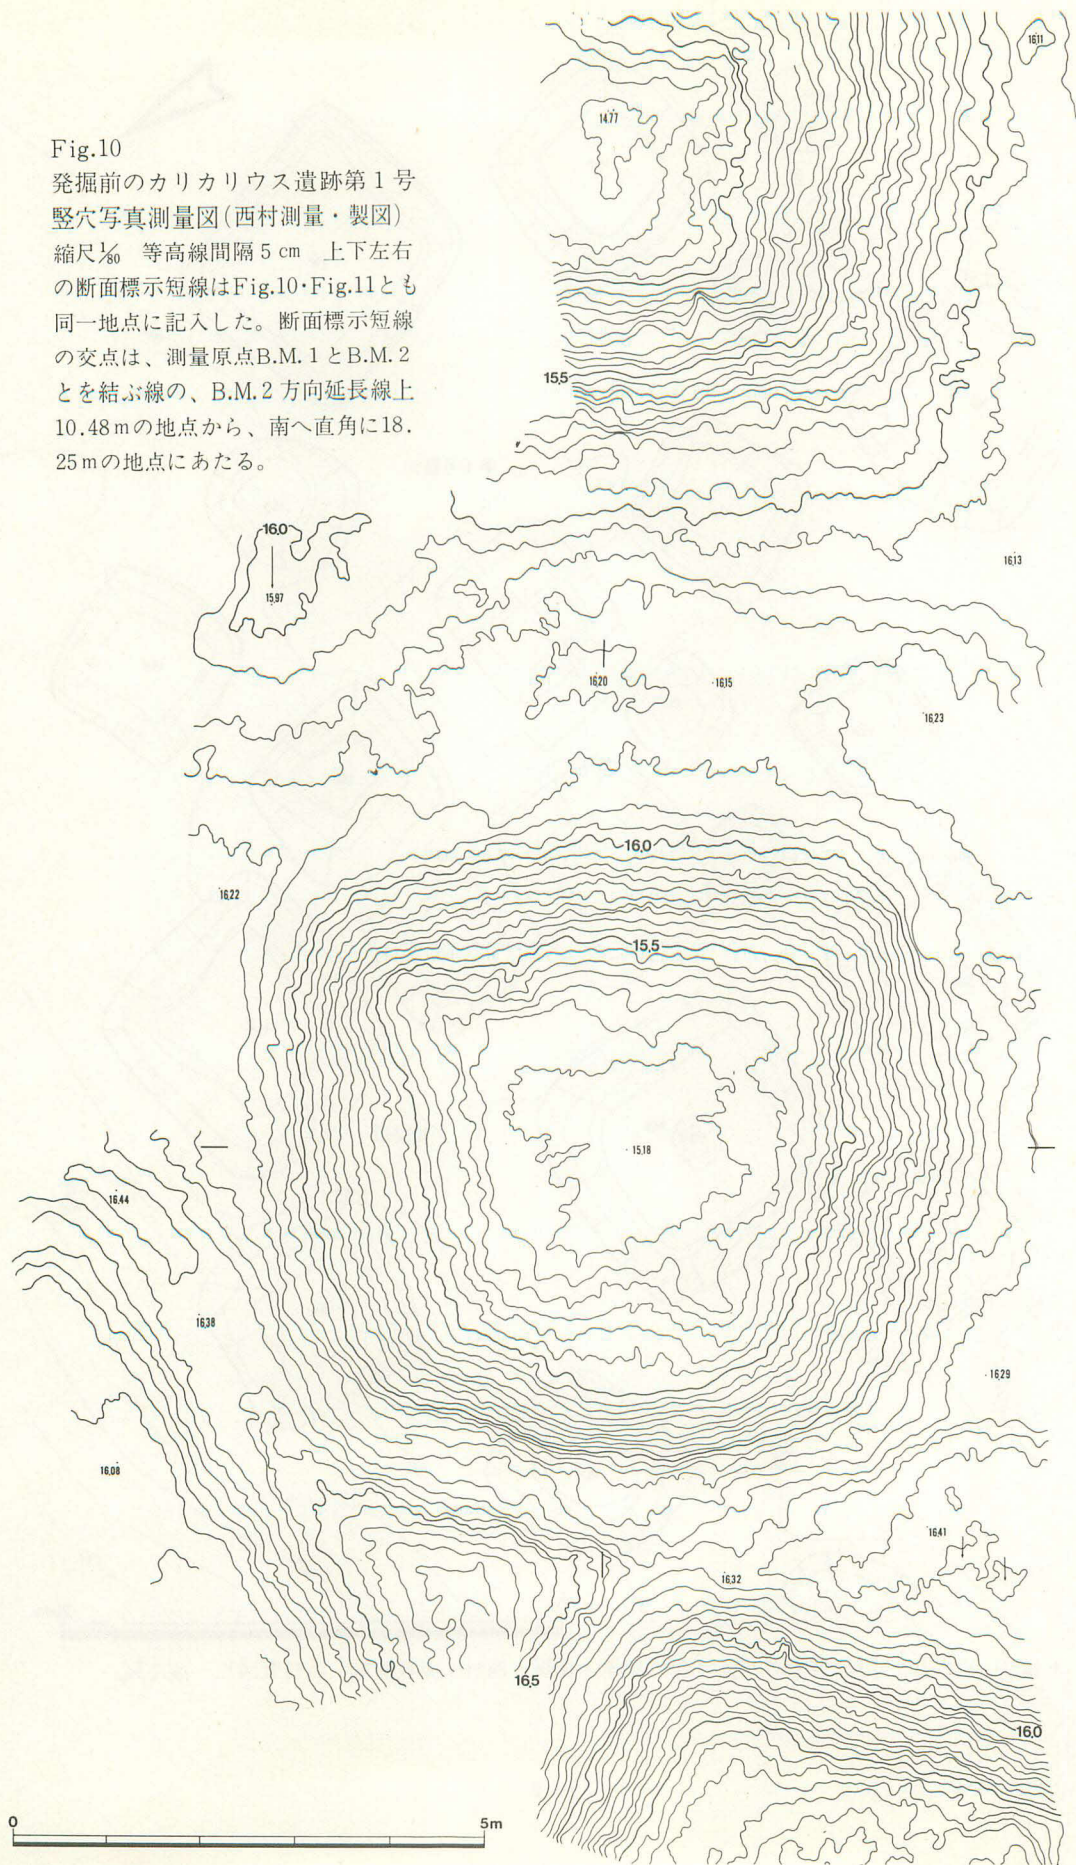 Fig.10
発掘前のカリカリウス遺跡第1号
竪穴写真測量図(西村測量・製図)
縮尺1/80 等高線間隔5cm 上下左右
の断面標示短線はFig.10・Fig.11とも
同一地点に記入した。断面標示短線
の交点は、測量原点B.M.1とB.M.2
とを結ぶ線の、B.M.2方向延長線上
10.48mの地点から、南へ直角に18.
25mの地点にあたる。
16.11
14.77
15.5
16.0
16.13
15.97
16.20
16.15
16.23
16.0
16.22
15.5
15.18
16.44
16.38
16.29
16.08
16.41
16.32
16.5
16.0
0 5m